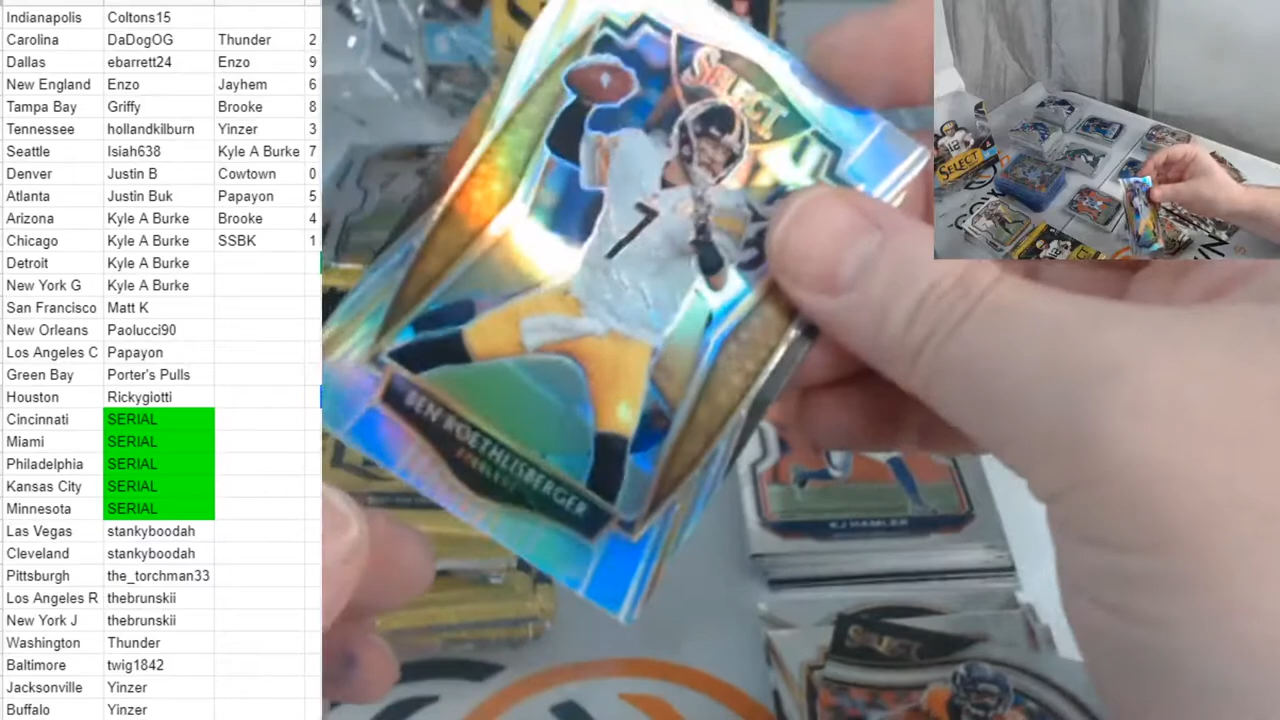 Indianapolis Coltons15
Carolina DaDogOG Thunder 2
Dallas ebarrett24 Enzo 9
New England Enzo Jayhem 6
Tampa Bay Griffy Brooke 8
Tennessee hollandkilburn Yinzer 3
Seattle Isiah638 Kyle A Burke 7
Denver Justin B Cowtown 0
Atlanta Justin Buk Papayon 5
Arizona Kyle A Burke Brooke 4
Chicago Kyle A Burke SSBK 1
Detroit Kyle A Burke
New York G Kyle A Burke
San Francisco Matt K
New Orleans Paolucci90
Los Angeles C Papayon
Green Bay Porter's Pulls
Houston Rickygiotti
Cincinnati SERIAL
Miami SERIAL
Philadelphia SERIAL
Kansas City SERIAL
Minnesota SERIAL
Las Vegas stankyboodah
Cleveland stankyboodah
Pittsburgh the_torchman33
Los Angeles R thebrunskii
New York J thebrunskii
Washington Thunder
Baltimore twig1842
Jacksonville Yinzer
Buffalo Yinzer
SELECT
7
BEN ROETHLISBERGER
KJ HAMLER
SELECT
12
SELECT